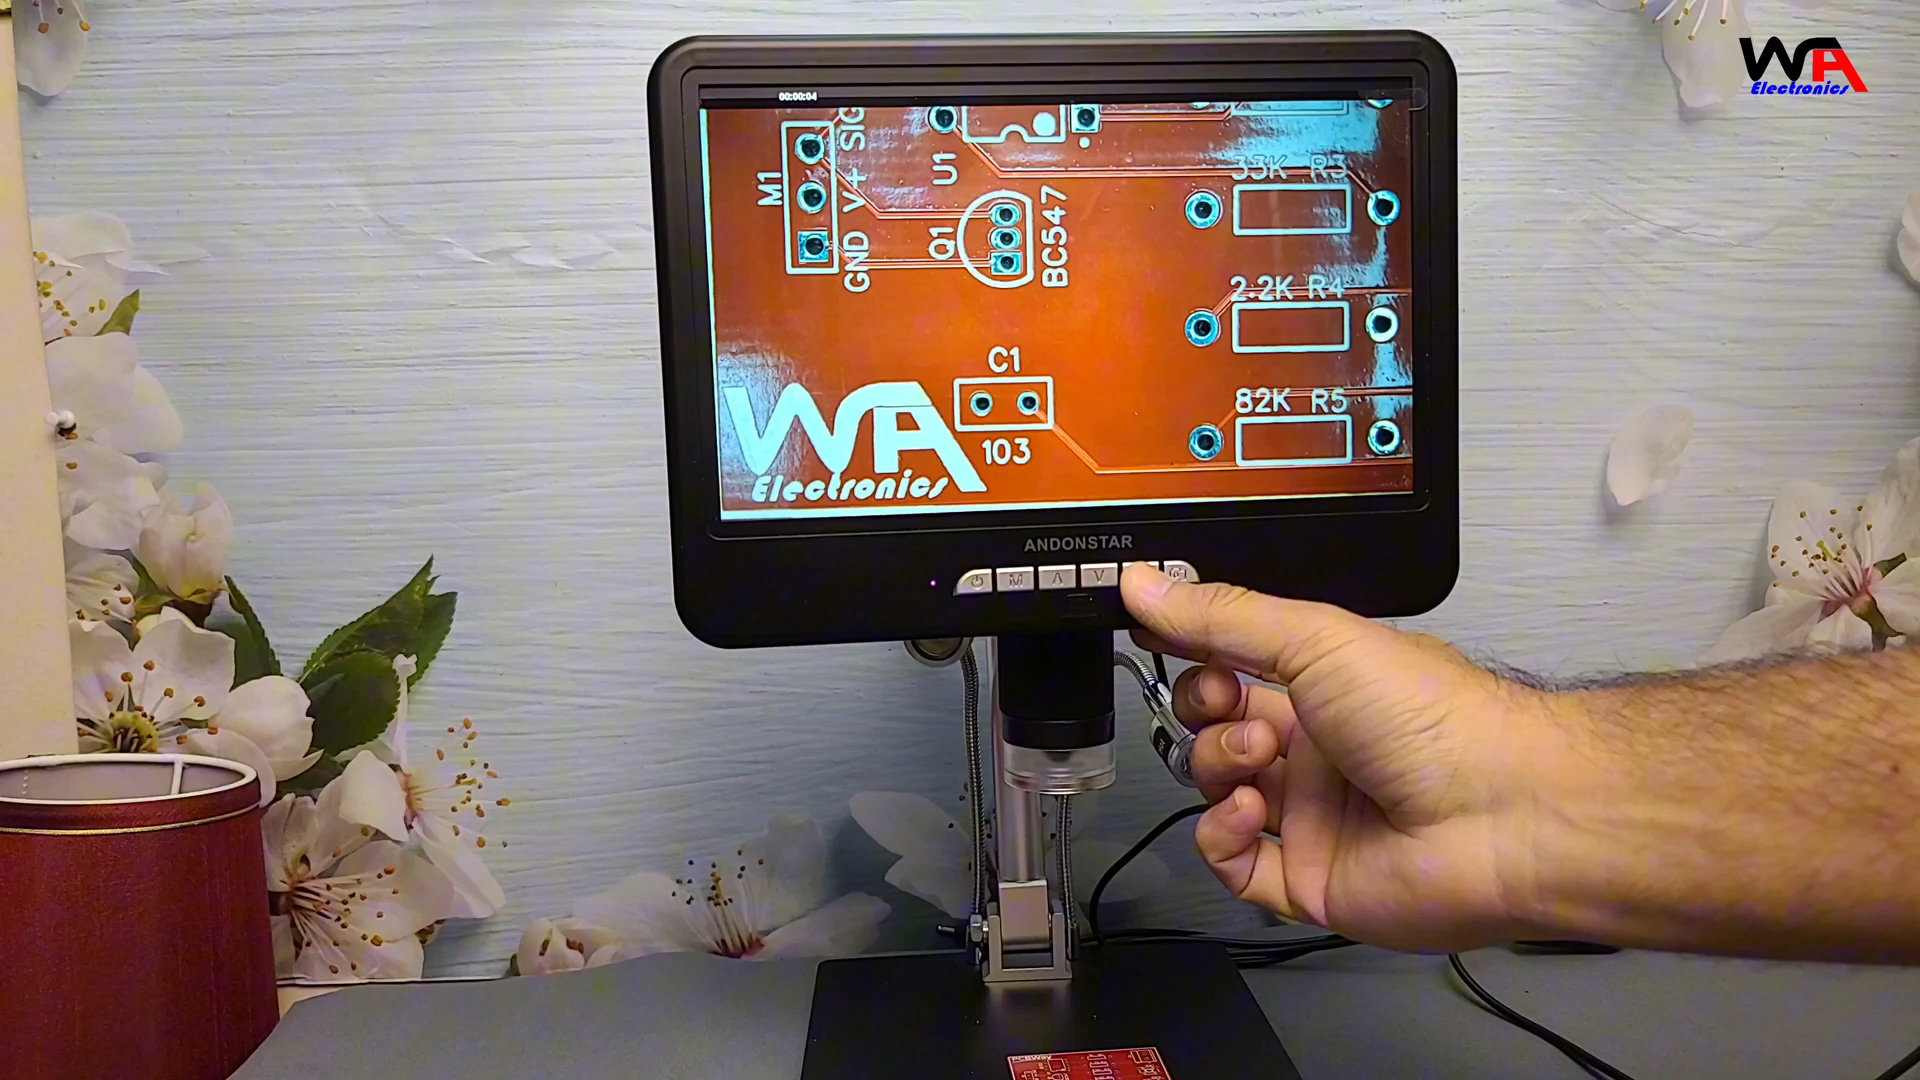 WA
Electronics
00:00:04
SIG
V+
GND
M1
U1
Q1
BC547
33K R3
2.2K R4
82K R5
C1
103
WA
Electronics
ANDONSTAR
M
PCBWay